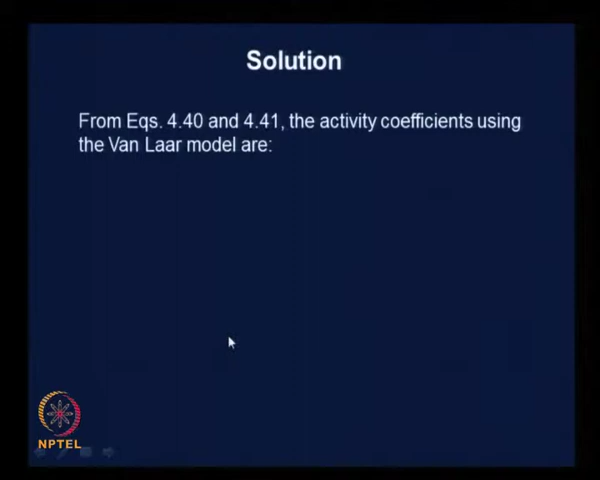 Solution
From Eqs. 4.40 and 4.41, the activity coefficients using
the Van Laar model are:
NPTEL